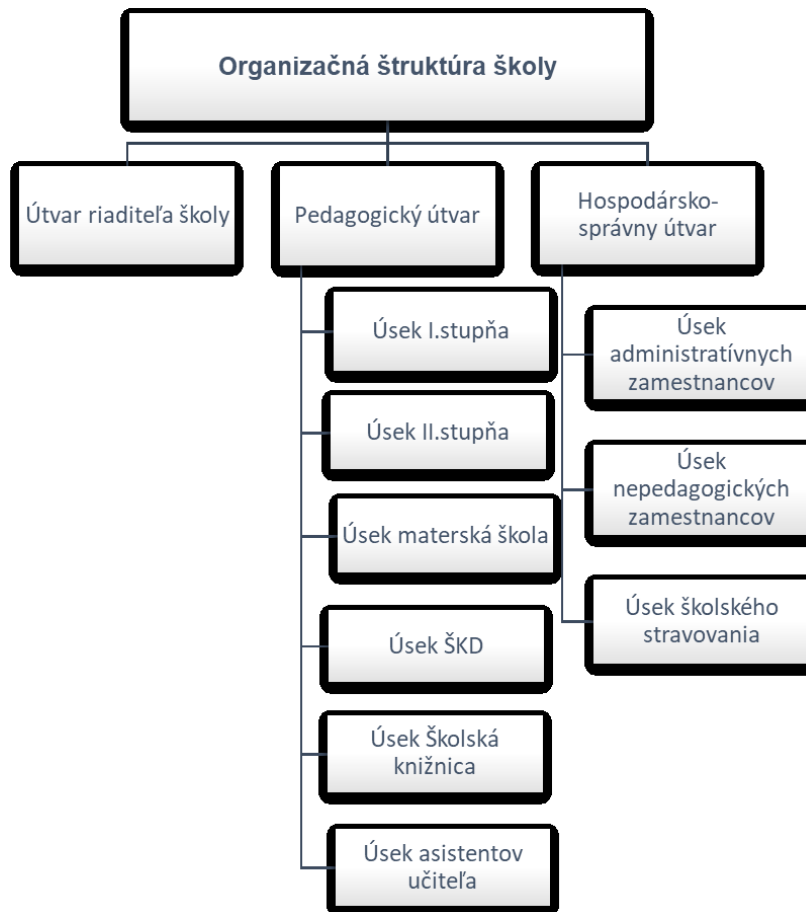 Organizačná štruktúra školy
Útvar riaditeľa školy
Pedagogický útvar
Hospodársko-
správny útvar
Úsek I.stupňa
Úsek II.stupňa
Úsek materská škola
Úsek ŠKD
Úsek Školská
knižnica
Úsek asistentov
učiteľa
Úsek
administratívnych
zamestnancov
Úsek
nepedagogických
zamestnancov
Úsek školského
stravovania